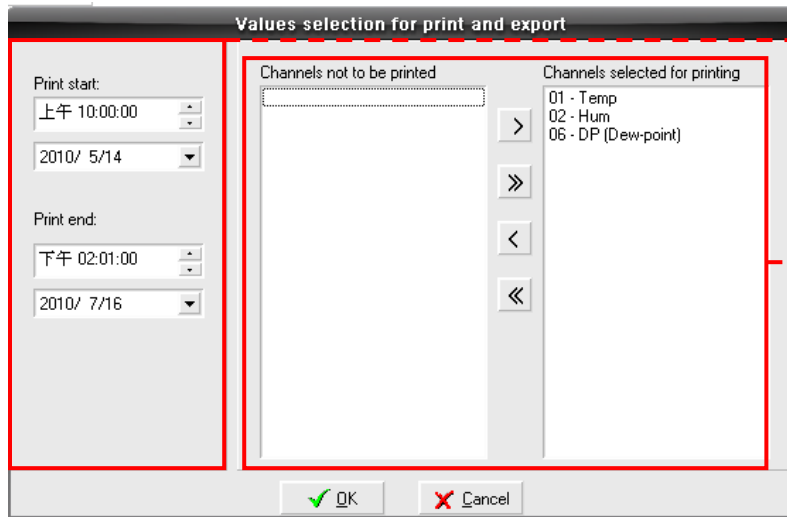 Values selection for print and export
Print start:
上午 10:00:00
2010/ 5/14
Print end:
下午 02:01:00
2010/ 7/16
Channels not to be printed
Channels selected for printing
01 - Temp
02 - Hum
06 - DP (Dew-point)
>
»
<
«
OK
Cancel